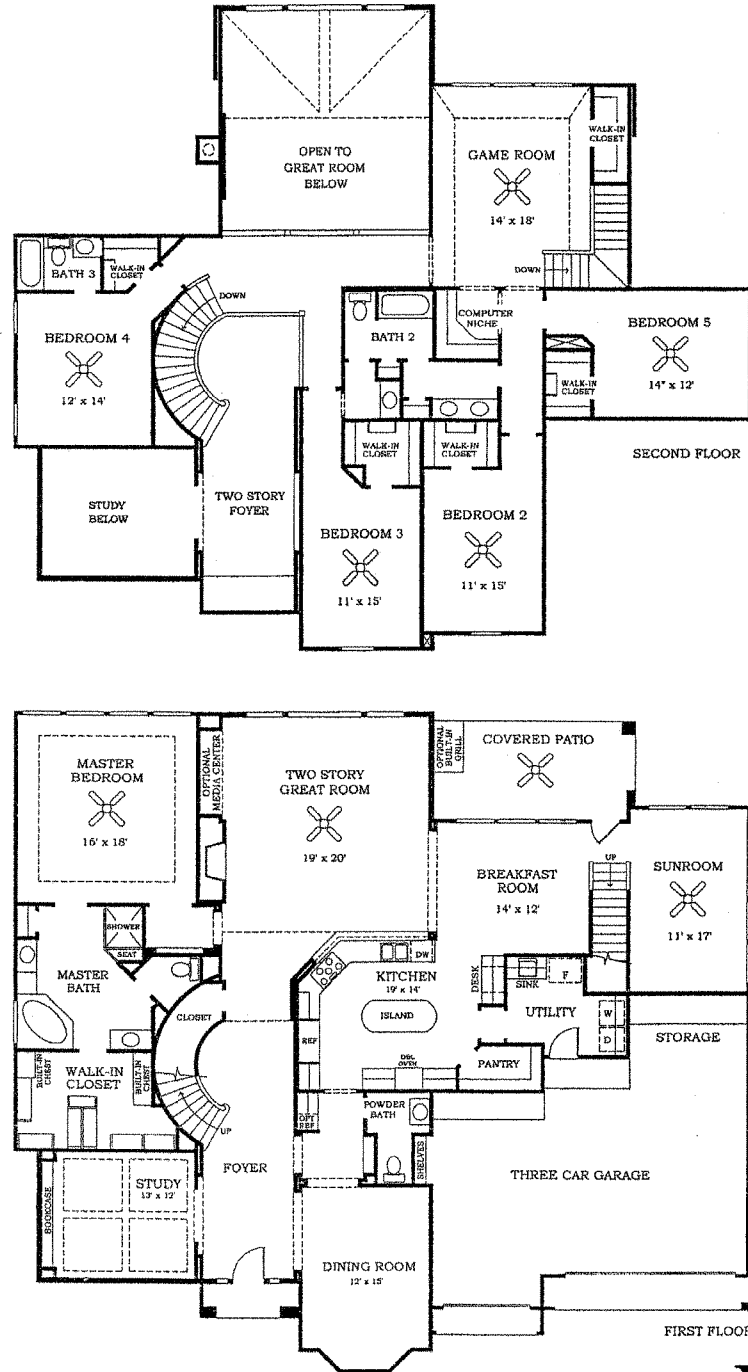 OPEN TO
GREAT ROOM
BELOW
GAME ROOM
14' x 18'
WALK-IN
CLOSET
DOWN
BATH 3
WALK-IN
CLOSET
DOWN
BEDROOM 4
12' x 14'
BATH 2
COMPUTER
NICHE
BEDROOM 5
14" x 12'
WALK-IN
CLOSET
WALK-IN
CLOSET
WALK-IN
CLOSET
SECOND FLOOR
STUDY
BELOW
TWO STORY
FOYER
BEDROOM 3
11' x 15'
BEDROOM 2
11' x 15'
MASTER
BEDROOM
16' x 18'
OPTIONAL
MEDIA CENTER
TWO STORY
GREAT ROOM
19' x 20'
OPTIONAL
BUILT-IN
GRILL
COVERED PATIO
BREAKFAST
ROOM
14' x 12'
UP
SUNROOM
11' x 17'
SHOWER
SEAT
MASTER
BATH
CLOSET
DW
KITCHEN
19' x 14'
ISLAND
DESK
SINK
F
UTILITY
W
D
STORAGE
REF
DBL
OVEN
PANTRY
BUILT-IN
CHEST
WALK-IN
CLOSET
BUILT-IN
CHEST
UP
OPT
REF
POWDER
BATH
SHELVES
FOYER
STUDY
13' x 12'
BOOKCASE
THREE CAR GARAGE
DINING ROOM
12' x 15'
FIRST FLOOR